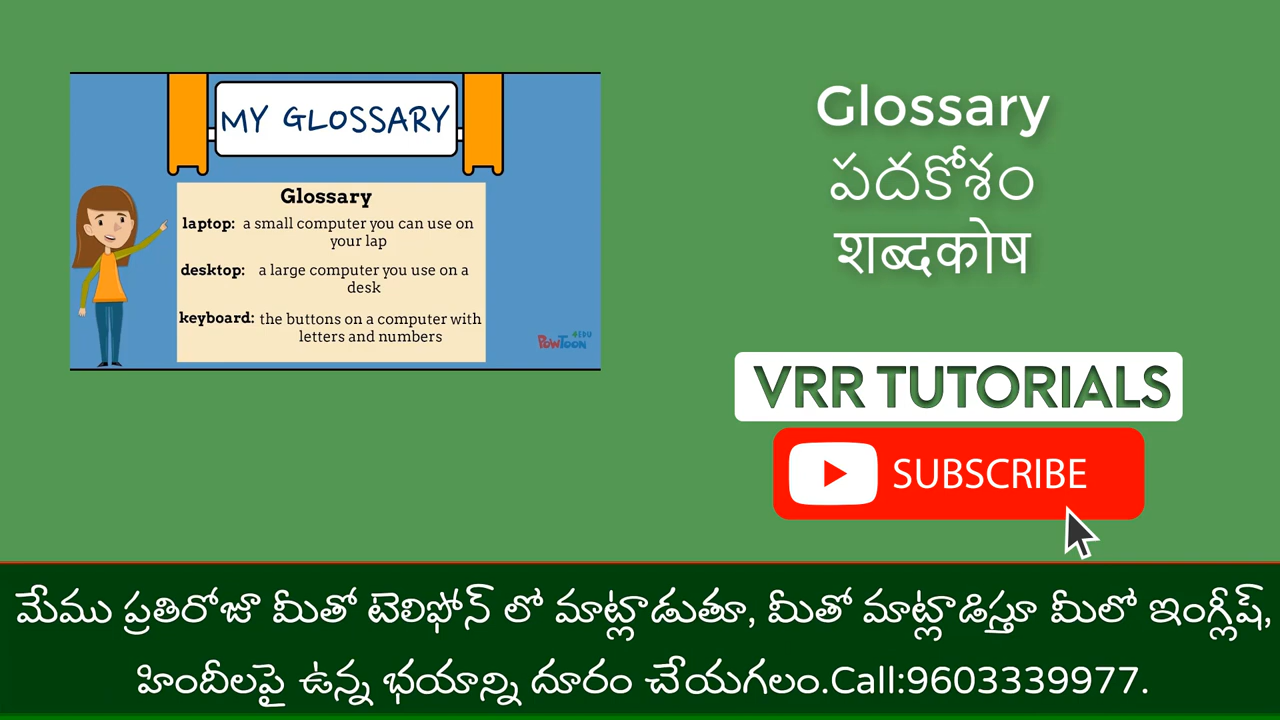 MY GLOSSARY
Glossary
laptop: a small computer you can use on
your lap
desktop: a large computer you use on a
desk
keyboard: the buttons on a computer with
letters and numbers
POWTOON
+EDU
Glossary
పదకోశం
शब्दकोष
VRR TUTORIALS
SUBSCRIBE
మేము ప్రతిరోజూ మీతో టెలిఫోన్ లో మాట్లాడుతూ, మీతో మాట్లాడిస్తూ మీలో ఇంగ్లీష్,
హిందీలపై ఉన్న భయాన్ని దూరం చేయగలం.Call:9603339977.